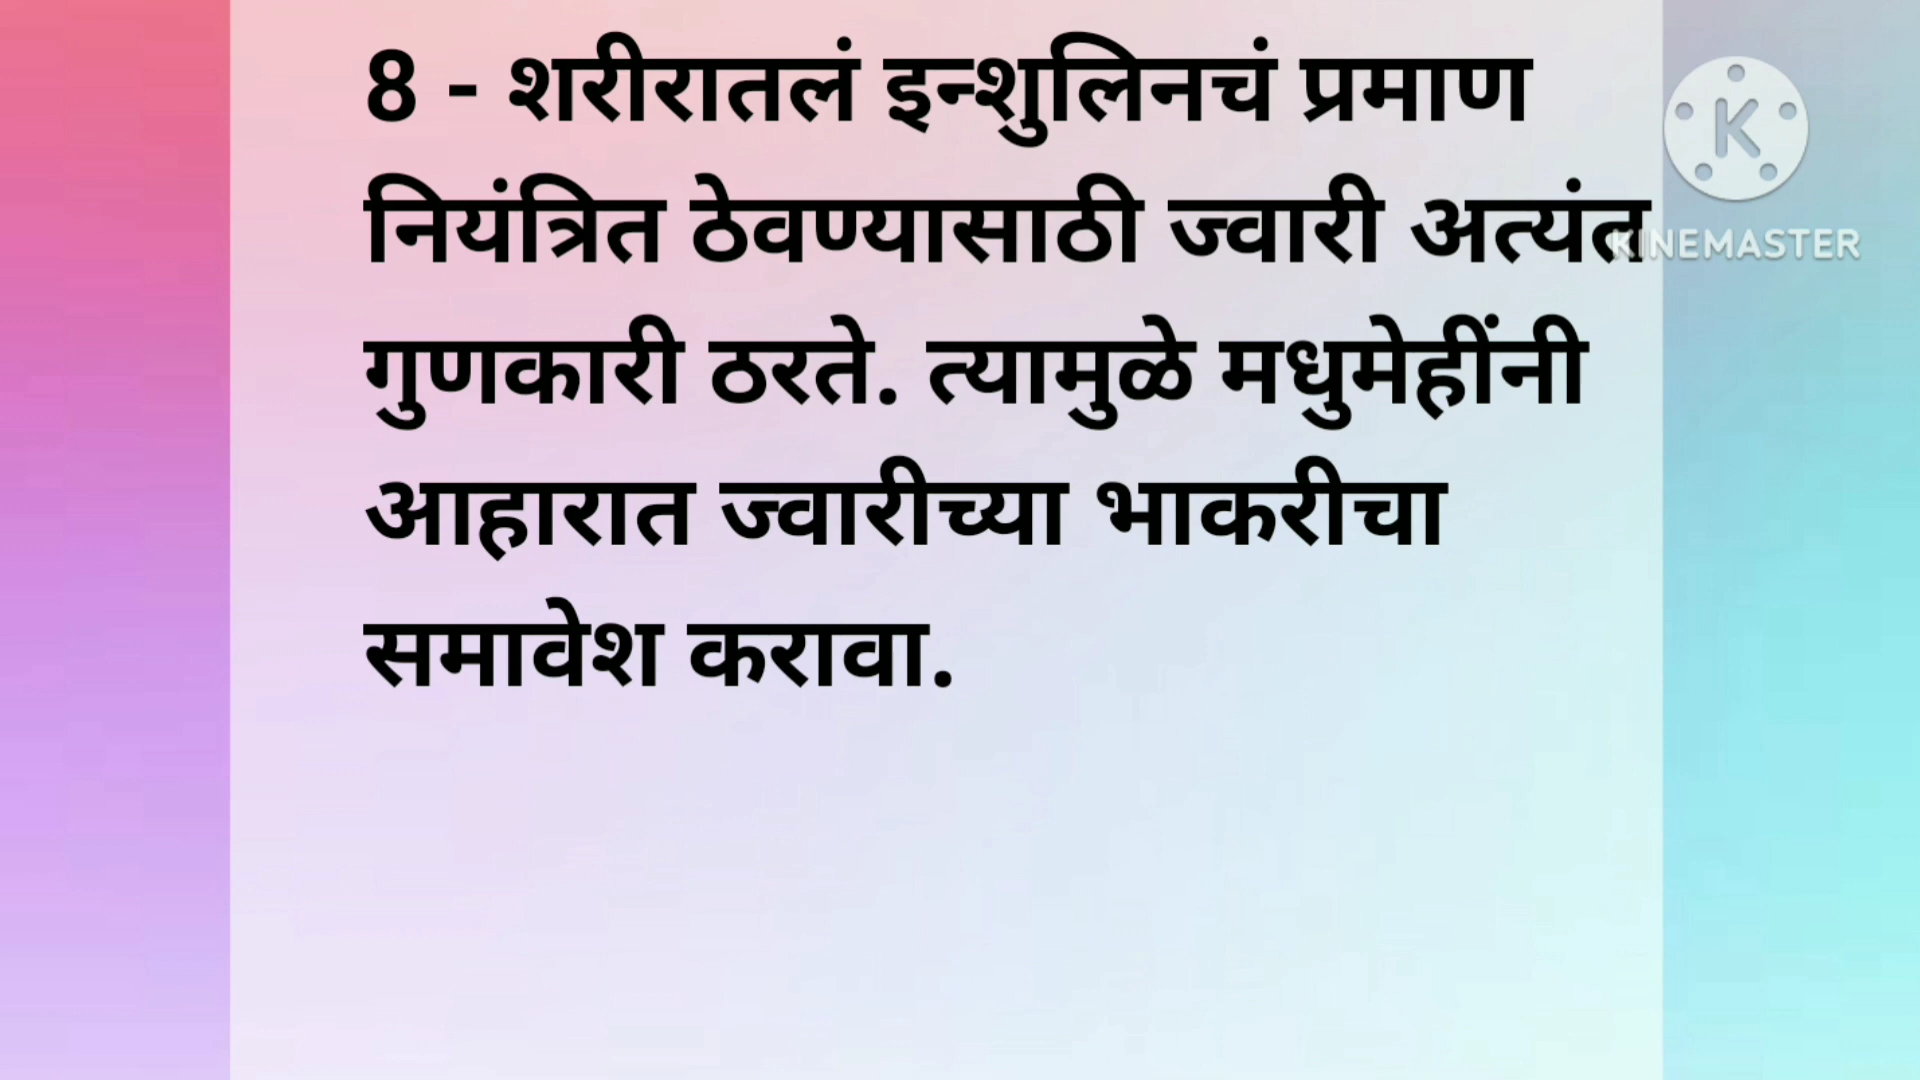 8 - शरीरातलं इन्शुलिनचं प्रमाण
नियंत्रित ठेवण्यासाठी ज्वारी अत्यंत
गुणकारी ठरते. त्यामुळे मधुमेहींनी
आहारात ज्वारीच्या भाकरीचा
समावेश करावा.
K
KINEMASTER